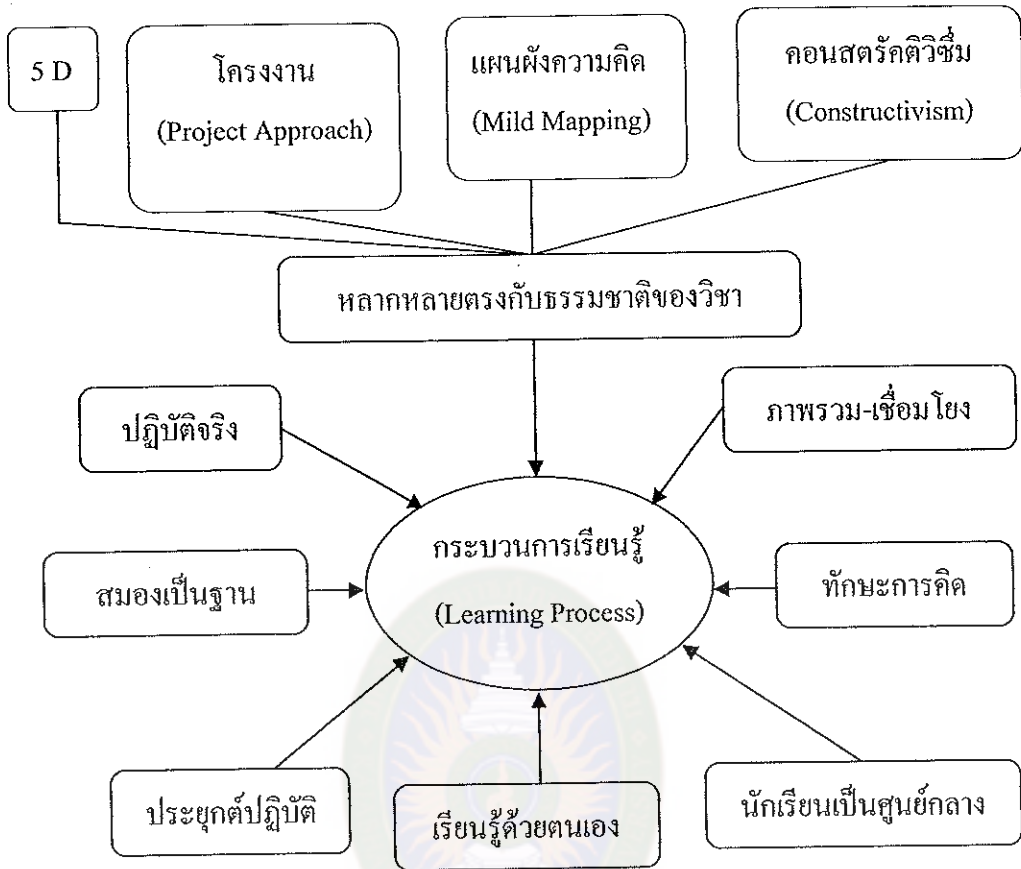 5 D
โครงงาน
(Project Approach)
แผนผังความคิด
(Mild Mapping)
คอนสตรัคติวิซึ่ม
(Constructivism)
หลากหลายตรงกับธรรมชาติของวิชา
ปฏิบัติจริง
ภาพรวม-เชื่อมโยง
กระบวนการเรียนรู้
(Learning Process)
สมองเป็นฐาน
ทักษะการคิด
ประยุกต์ปฏิบัติ
เรียนรู้ด้วยตนเอง
นักเรียนเป็นศูนย์กลาง